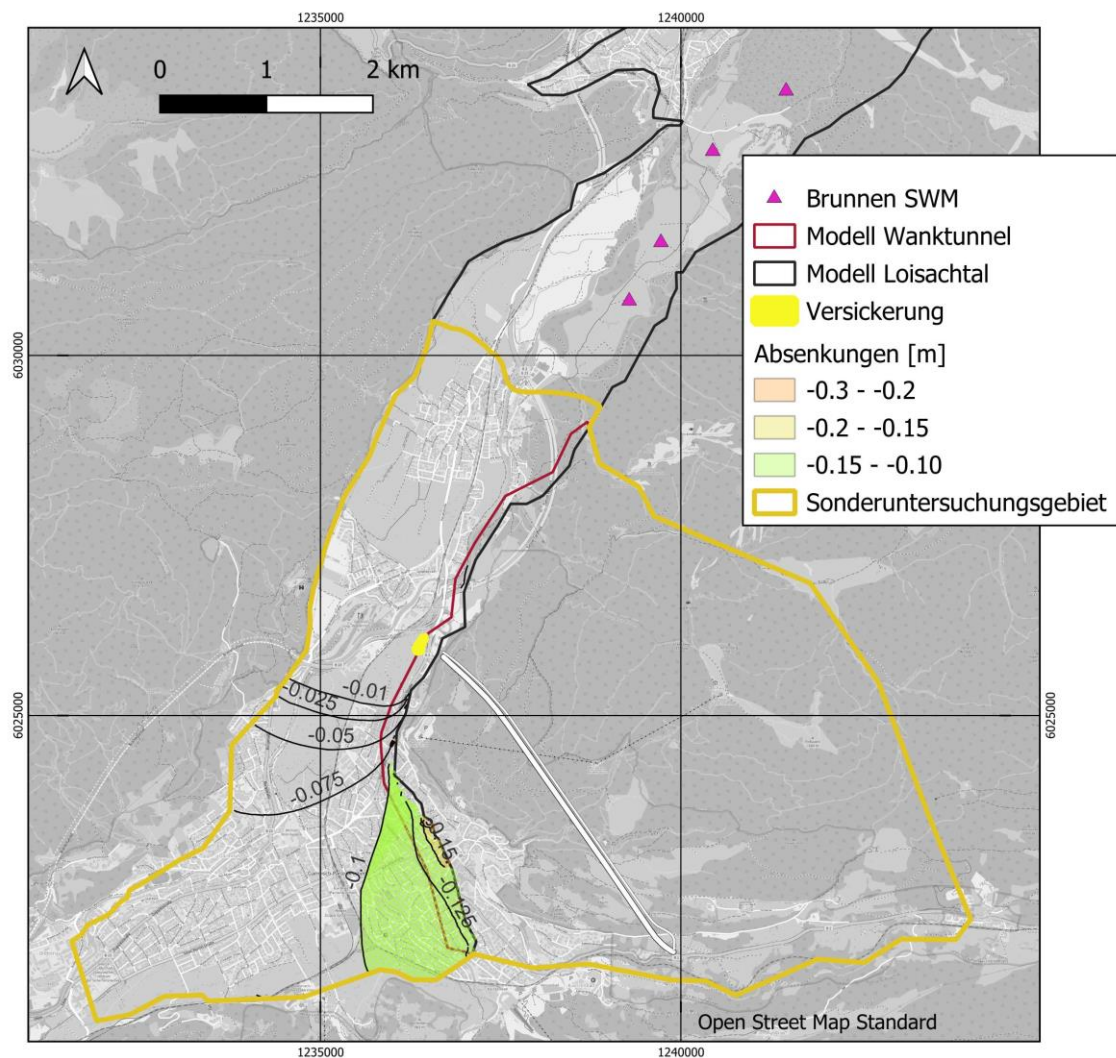 1235000
1240000
0 1 2 km
Brunnen SWM
Modell Wanktunnel
Modell Loisachtal
Versickerung
Absenkungen [m]
-0.3 - -0.2
-0.2 - -0.15
-0.15 - -0.10
Sonderuntersuchungsgebiet
6030000
6030000
6025000
6025000
-0.01
-0.025
-0.05
-0.075
-0.1
-0.15
-0.125
Open Street Map Standard
1235000
1240000